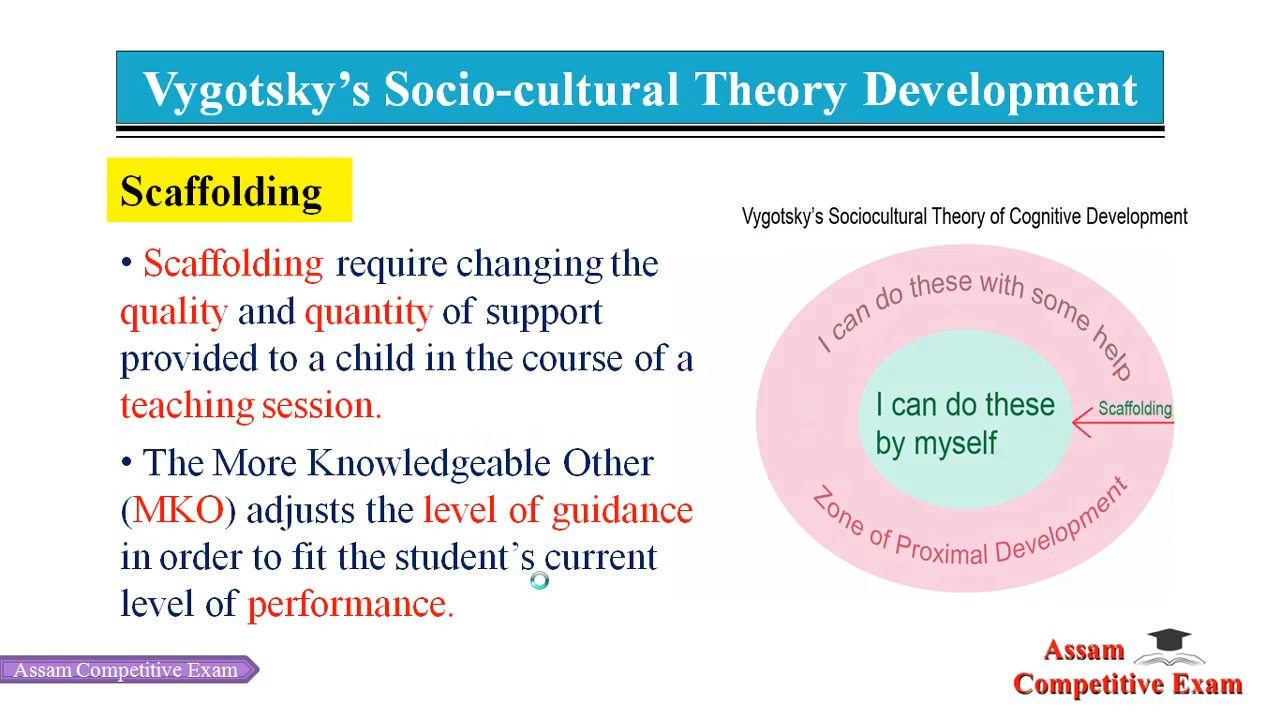 Vygotsky's Socio-cultural Theory Development
Scaffolding
• Scaffolding require changing the
quality and quantity of support
provided to a child in the course of a
teaching session.
• The More Knowledgeable Other
(MKO) adjusts the level of guidance
in order to fit the student's current
level of performance.
Vygotsky's Sociocultural Theory of Cognitive Development
I can do these with some help
I can do these
by myself
Scaffolding
Zone of Proximal Development
Assam Competitive Exam
Assam
Competitive Exam